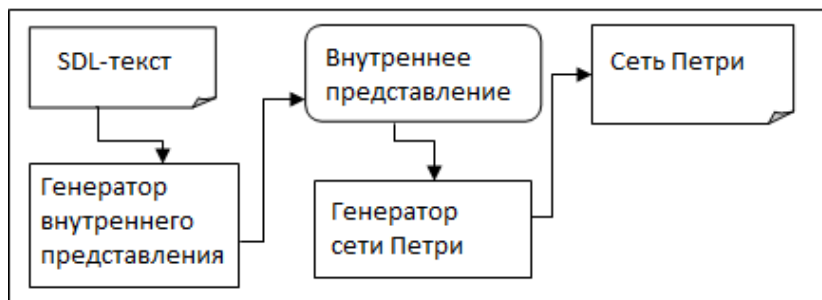 SDL-текст
Генератор
внутреннего
представления
Внутреннее
представление
Генератор
сети Петри
Сеть Петри